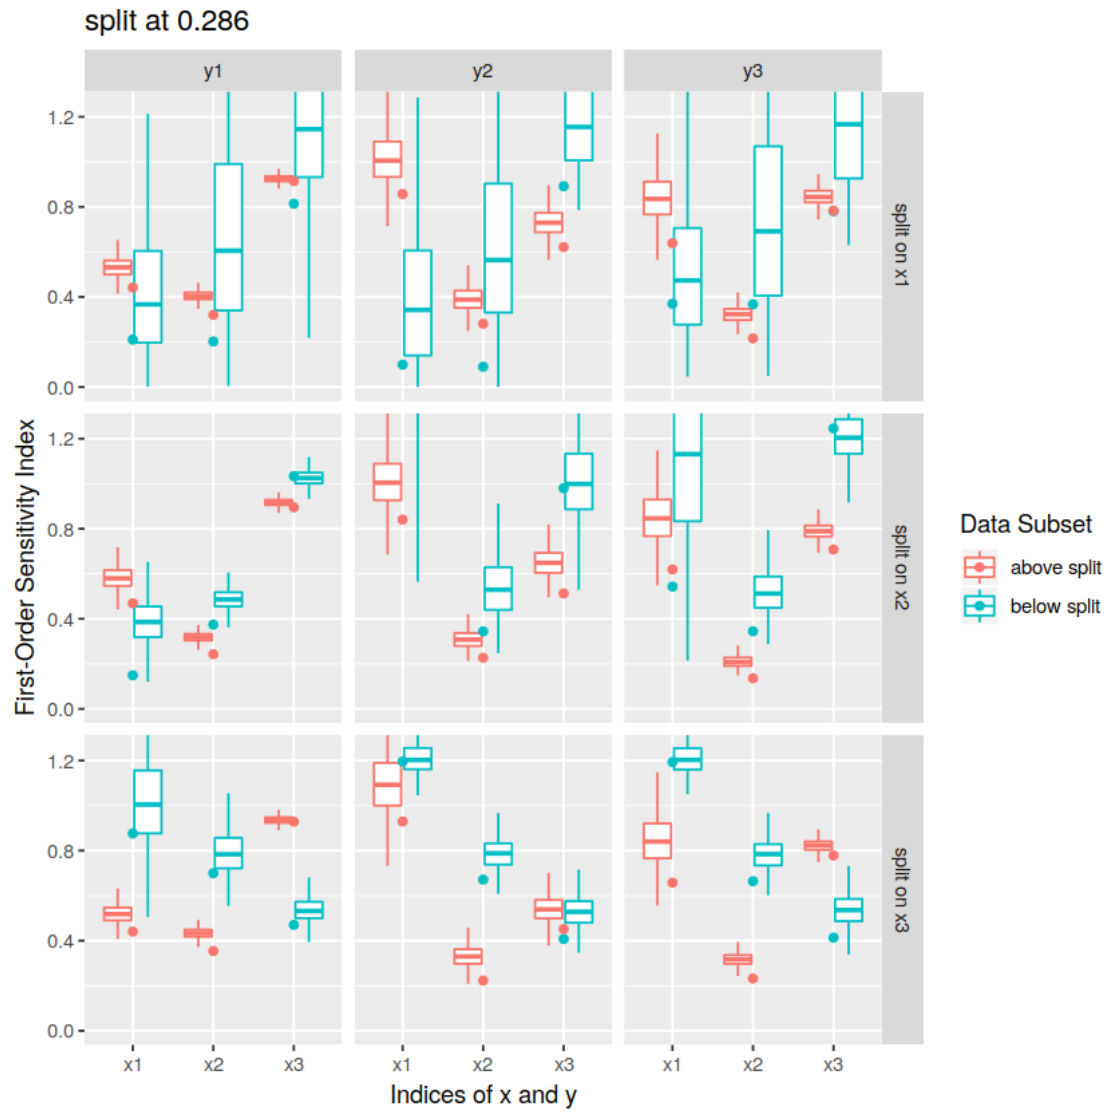 split at 0.286
y1 y2 y3
1.2
0.8
0.4
0.0
split on x1
1.2
0.8
0.4
0.0
split on x2
1.2
0.8
0.4
0.0
split on x3
x1 x2 x3 x1 x2 x3 x1 x2 x3
Indices of x and y
First-Order Sensitivity Index
Data Subset
above split
below split